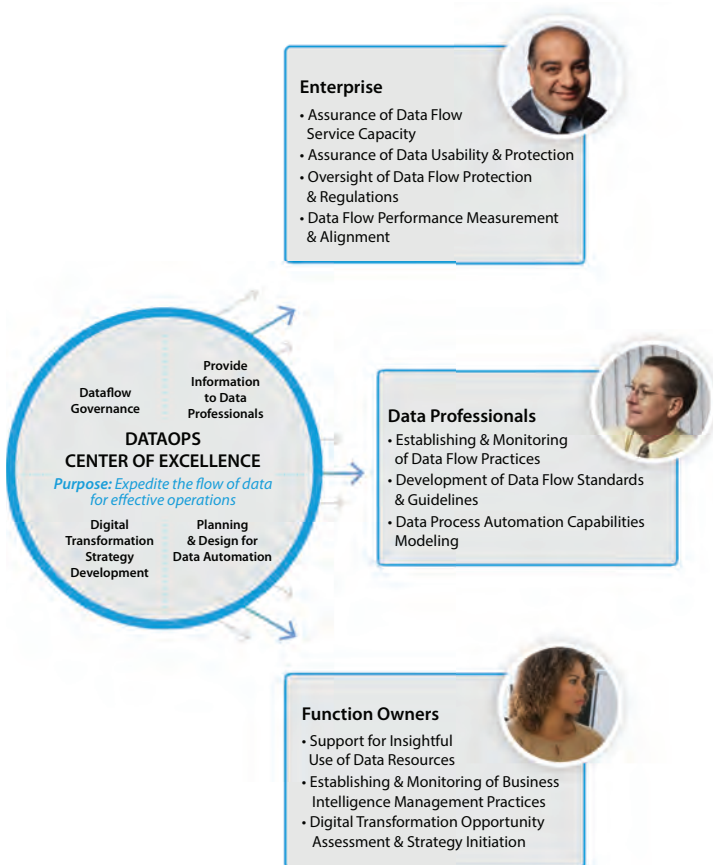 Enterprise
• Assurance of Data Flow
Service Capacity
• Assurance of Data Usability & Protection
• Oversight of Data Flow Protection
& Regulations
• Data Flow Performance Measurement
& Alignment
Dataflow
Governance
Provide
Information
to Data
Professionals
DATAOPS
CENTER OF EXCELLENCE
Purpose: Expedite the flow of data
for effective operations
Digital
Transformation
Strategy
Development
Planning
& Design for
Data Automation
Data Professionals
• Establishing & Monitoring
of Data Flow Practices
• Development of Data Flow Standards
& Guidelines
• Data Process Automation Capabilities
Modeling
Function Owners
• Support for Insightful
Use of Data Resources
• Establishing & Monitoring of Business
Intelligence Management Practices
• Digital Transformation Opportunity
Assessment & Strategy Initiation